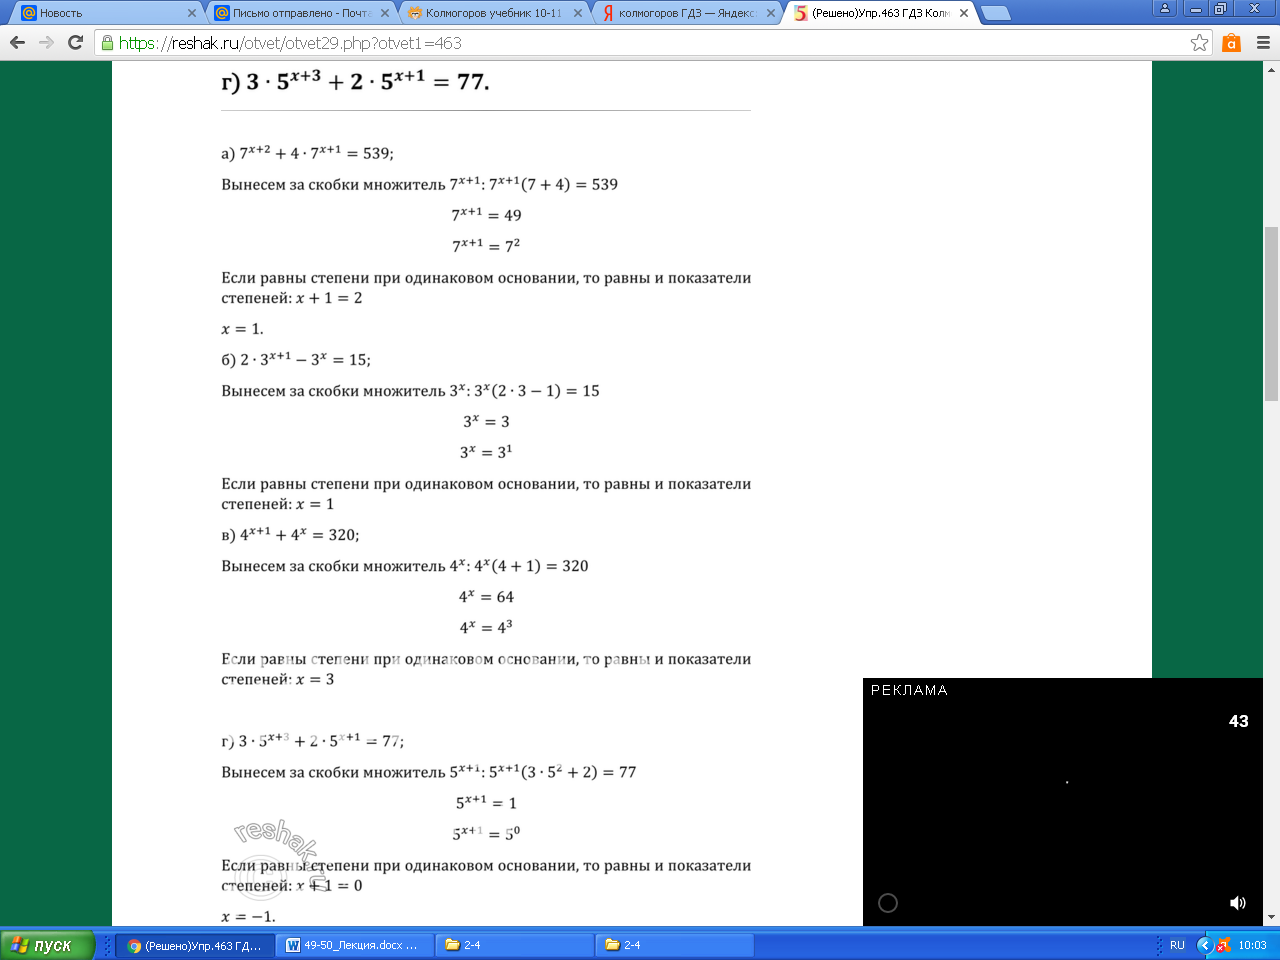 Новость
Письмо отправлено - Почта
Колмогоров учебник 10-11
колмогоров ГДЗ — Яндекс
(Решено)Упр.463 ГДЗ Колм
https://reshak.ru/otvet/otvet29.php?otvet1=463
г) 3 · 5^{x+3} + 2 · 5^{x+1} = 77.
а) 7^{x+2} + 4 · 7^{x+1} = 539;
Вынесем за скобки множитель 7^{x+1}: 7^{x+1}(7 + 4) = 539
7^{x+1} = 49
7^{x+1} = 7^2
Если равны степени при одинаковом основании, то равны и показатели
степеней: x + 1 = 2
x = 1.
б) 2 · 3^{x+1} − 3^x = 15;
Вынесем за скобки множитель 3^x: 3^x(2 · 3 − 1) = 15
3^x = 3
3^x = 3^1
Если равны степени при одинаковом основании, то равны и показатели
степеней: x = 1
в) 4^{x+1} + 4^x = 320;
Вынесем за скобки множитель 4^x: 4^x(4 + 1) = 320
4^x = 64
4^x = 4^3
Если равны степени при одинаковом основании, то равны и показатели
степеней: x = 3
г) 3 · 5^{x+3} + 2 · 5^{x+1} = 77;
Вынесем за скобки множитель 5^{x+1}: 5^{x+1}(3 · 5^2 + 2) = 77
5^{x+1} = 1
5^{x+1} = 5^0
Если равны степени при одинаковом основании, то равны и показатели
степеней: x + 1 = 0
x = −1.
reshak.ru
©
РЕКЛАМА
43
пуск
(Решено)Упр.463 ГД...
49-50_Лекция.docx ...
2-4
2-4
RU
10:03